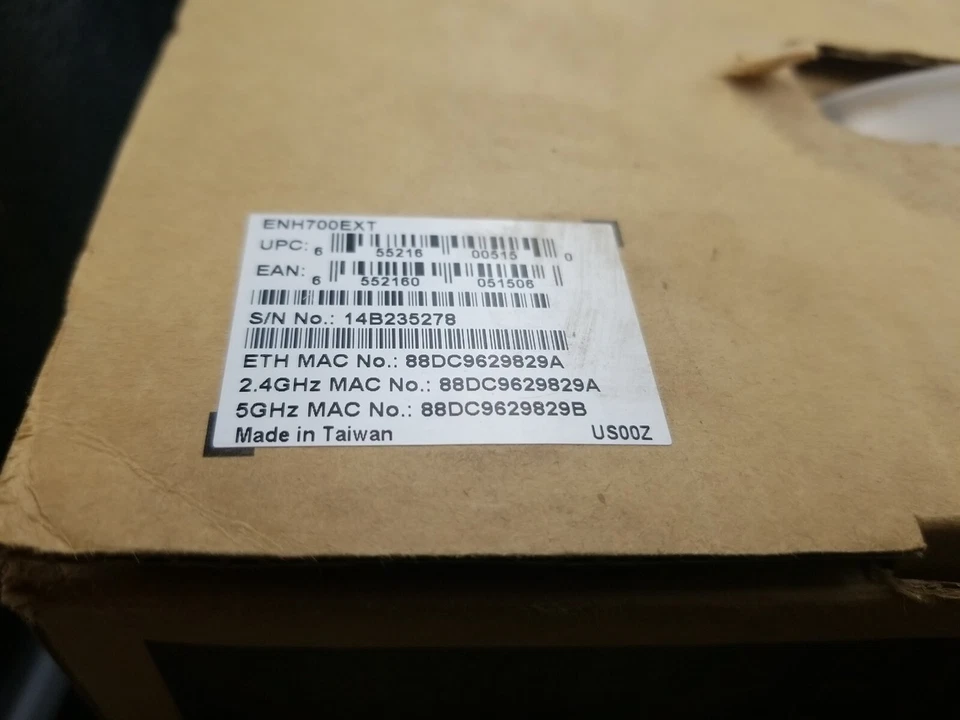 ENH700EXT
UPC: 6 55216 00515 0
EAN: 6 552160 051506
S/N No.: 14B235278
ETH MAC No.: 88DC9629829A
2.4GHz MAC No.: 88DC9629829A
5GHz MAC No.: 88DC9629829B
Made in Taiwan US00Z